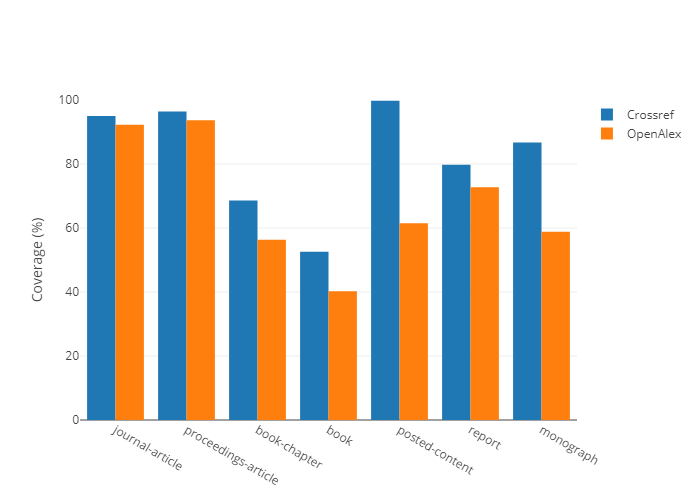 100
80
60
40
20
0
Coverage (%)
journal-article
proceedings-article
book-chapter
book
posted-content
report
monograph
Crossref
OpenAlex